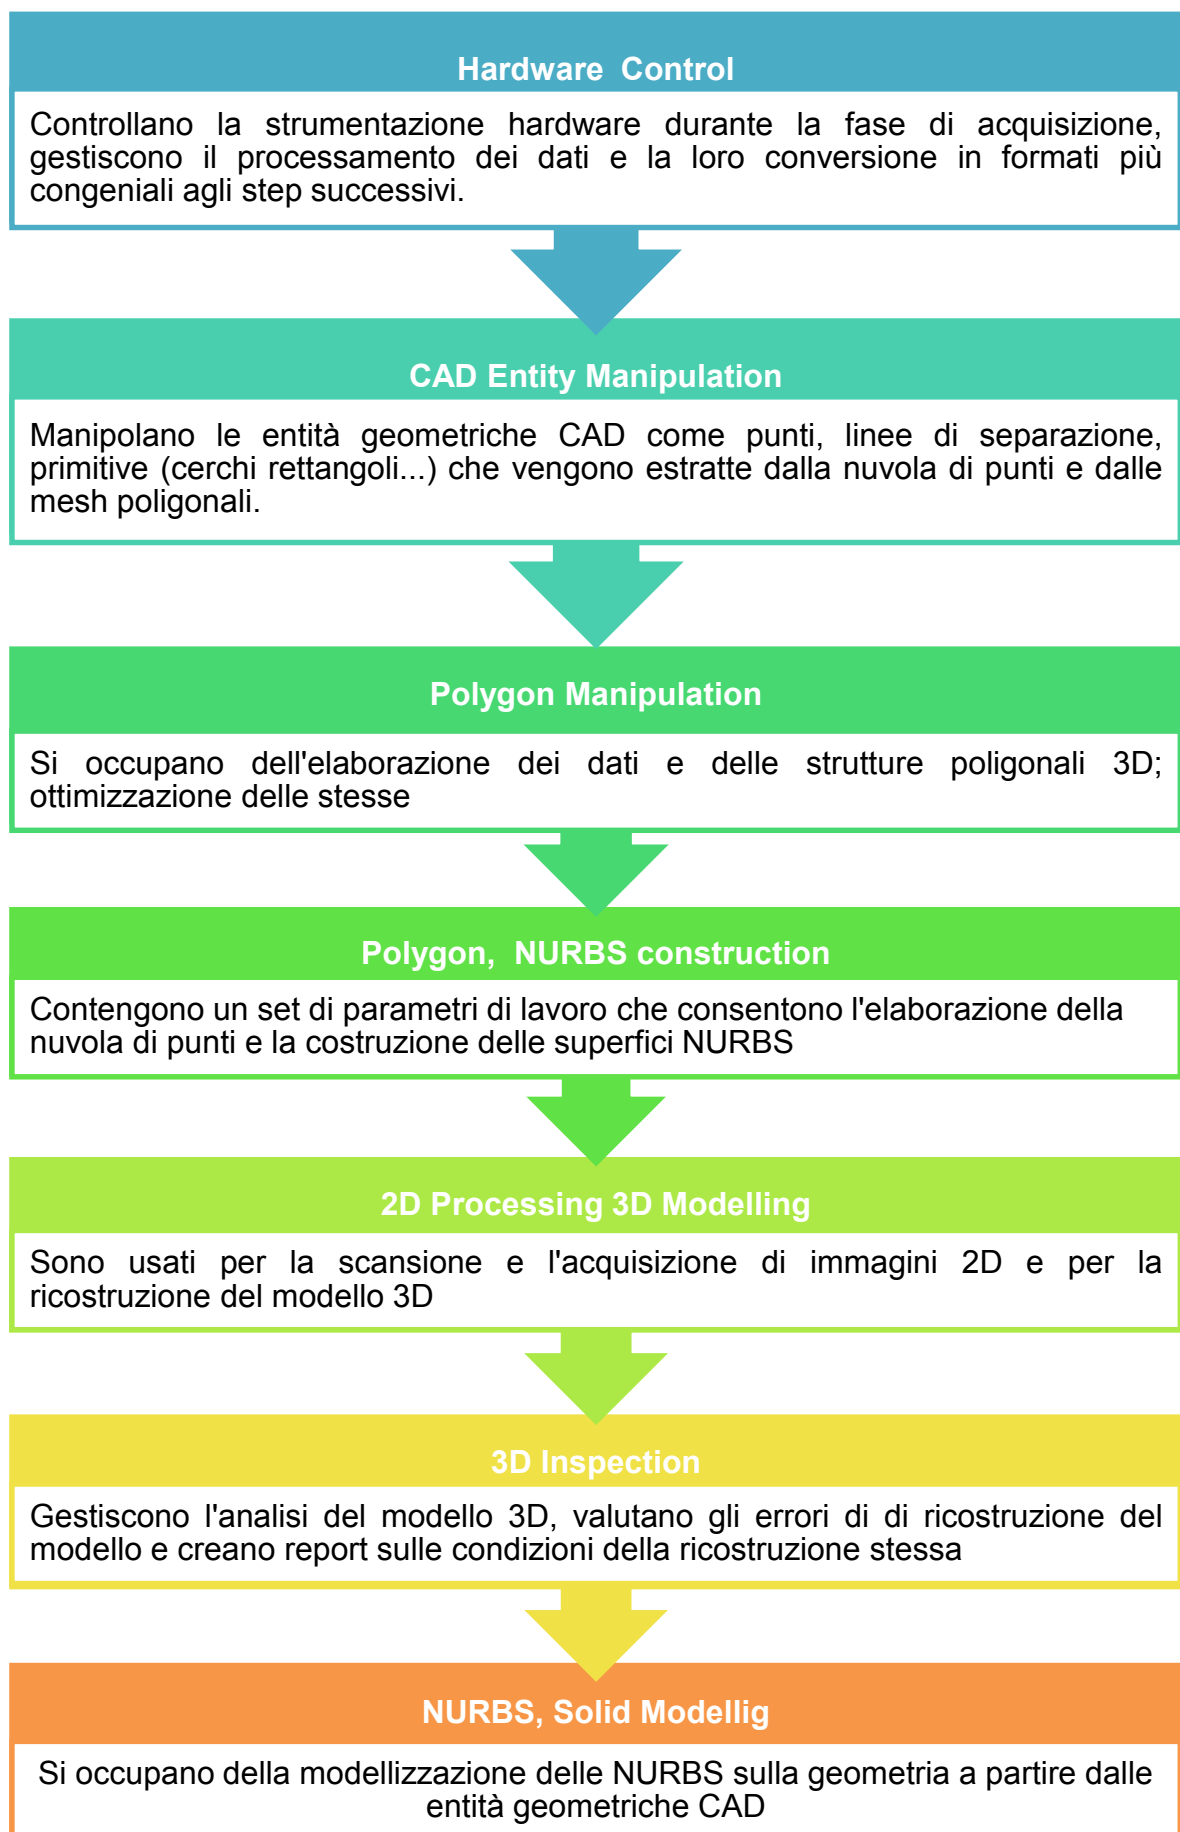 Hardware Control
Controllano la strumentazione hardware durante la fase di acquisizione,
gestiscono il processamento dei dati e la loro conversione in formati più
congeniali agli step successivi.
CAD Entity Manipulation
Manipolano le entità geometriche CAD come punti, linee di separazione,
primitive (cerchi rettangoli...) che vengono estratte dalla nuvola di punti e dalle
mesh poligonali.
Polygon Manipulation
Si occupano dell'elaborazione dei dati e delle strutture poligonali 3D;
ottimizzazione delle stesse
Polygon, NURBS construction
Contengono un set di parametri di lavoro che consentono l'elaborazione della
nuvola di punti e la costruzione delle superfici NURBS
2D Processing 3D Modelling
Sono usati per la scansione e l'acquisizione di immagini 2D e per la
ricostruzione del modello 3D
3D Inspection
Gestiscono l'analisi del modello 3D, valutano gli errori di di ricostruzione del
modello e creano report sulle condizioni della ricostruzione stessa
NURBS, Solid Modellig
Si occupano della modellizzazione delle NURBS sulla geometria a partire dalle
entità geometriche CAD